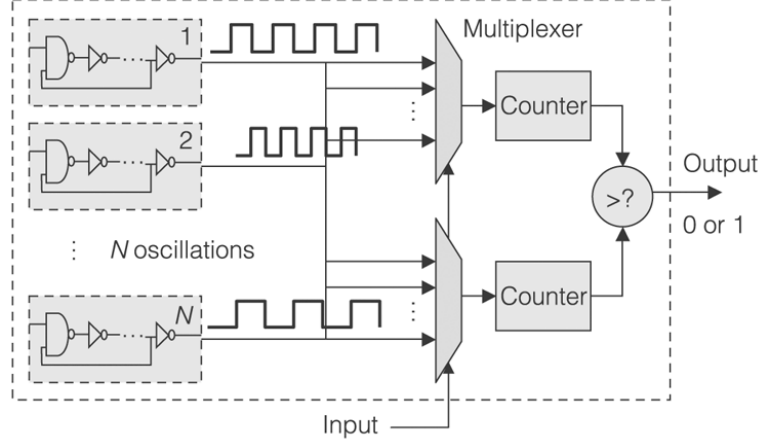 1
Multiplexer
Counter
2
Output
>?
0 or 1
N oscillations
N
Counter
Input